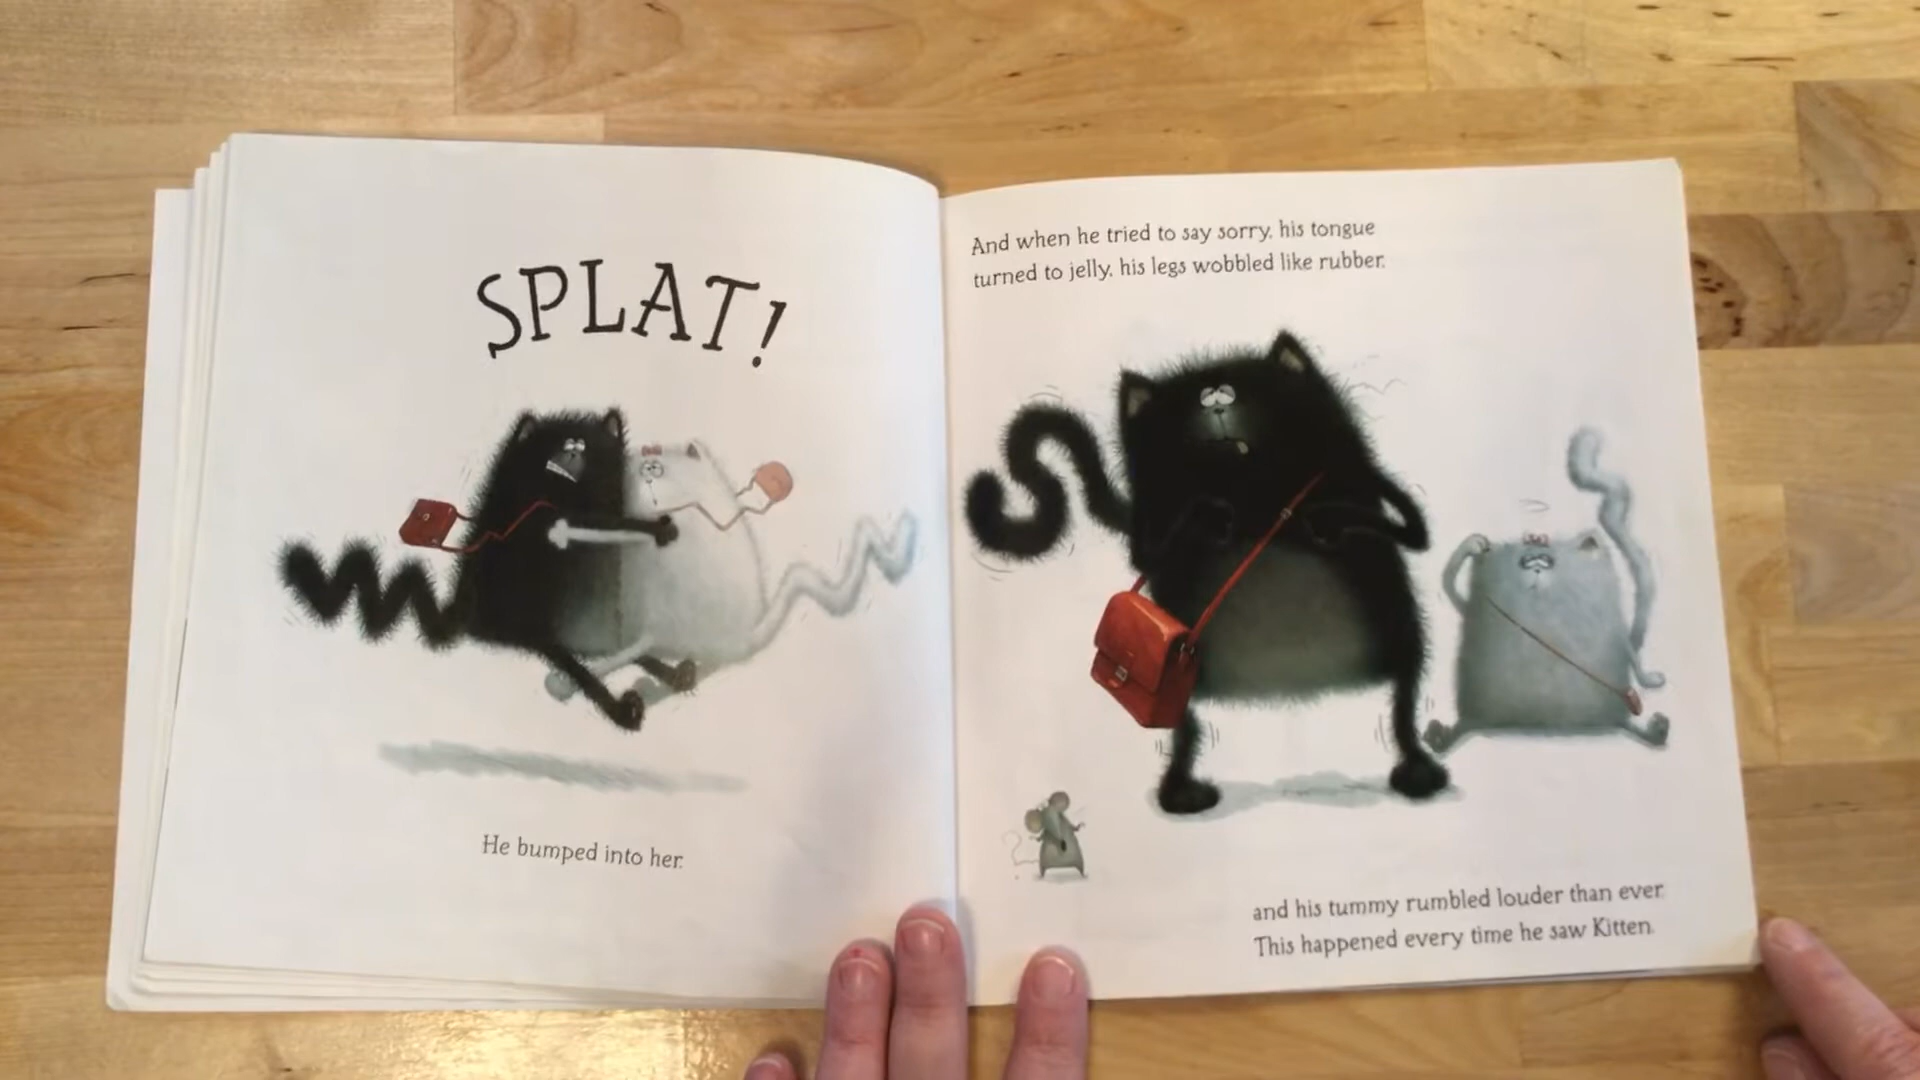 SPLAT!
He bumped into her.
And when he tried to say sorry, his tongue
turned to jelly, his legs wobbled like rubber,
and his tummy rumbled louder than ever.
This happened every time he saw Kitten.